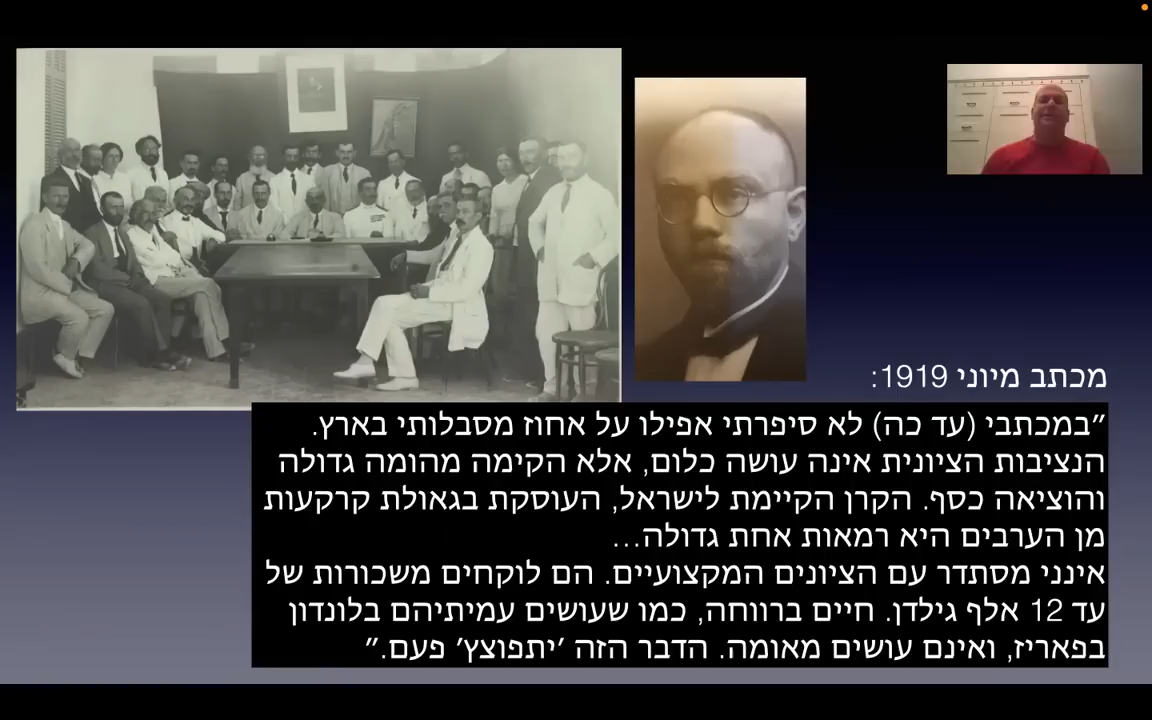 מכתב מיוני 1919:
"במכתבי (עד כה) לא סיפרתי אפילו על אחוז מסבלותי בארץ.
הנציבות הציונית אינה עושה כלום, אלא הקימה מהומה גדולה
והוציאה כסף. הקרן הקיימת לישראל, העוסקת בגאולת קרקעות
מן הערבים היא רמאות אחת גדולה...
אינני מסתדר עם הציונים המקצועיים. הם לוקחים משכורות של
עד 12 אלף גילדן. חיים ברווחה, כמו שעושים עמיתיהם בלונדון
בפאריז, ואינם עושים מאומה. הדבר הזה 'יתפוצץ' פעם."